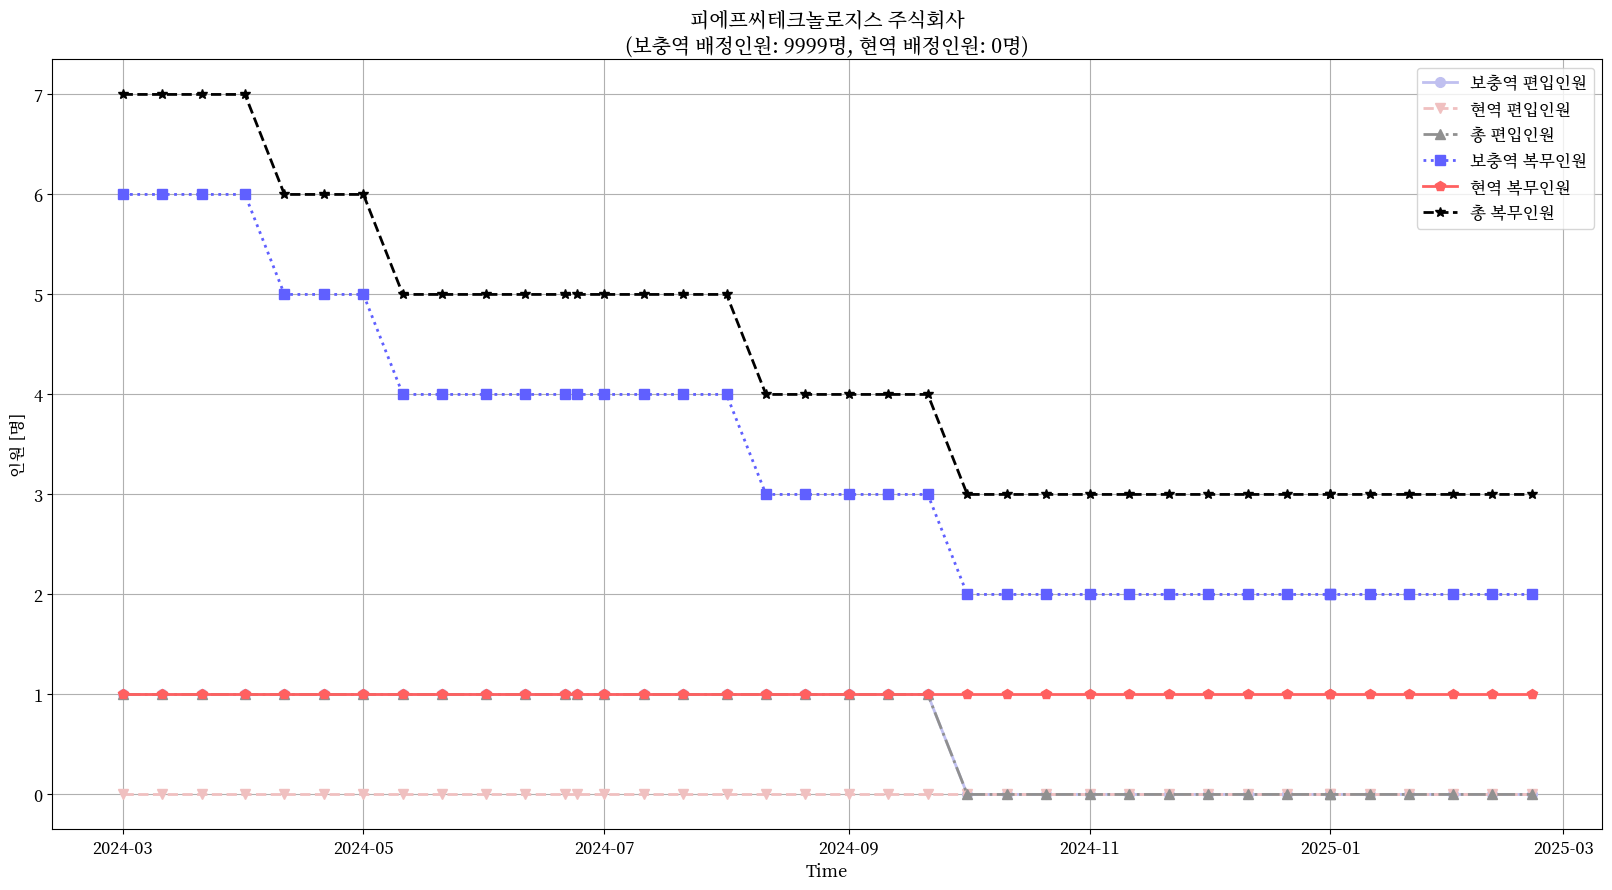 피에프씨테크놀로지스 주식회사
(보충역 배정인원: 9999명, 현역 배정인원: 0명)
보충역 편입인원
현역 편입인원
총 편입인원
보충역 복무인원
현역 복무인원
총 복무인원
인원 [명]
7
6
5
4
3
2
1
0
2024-03 2024-05 2024-07 2024-09 2024-11 2025-01 2025-03
Time